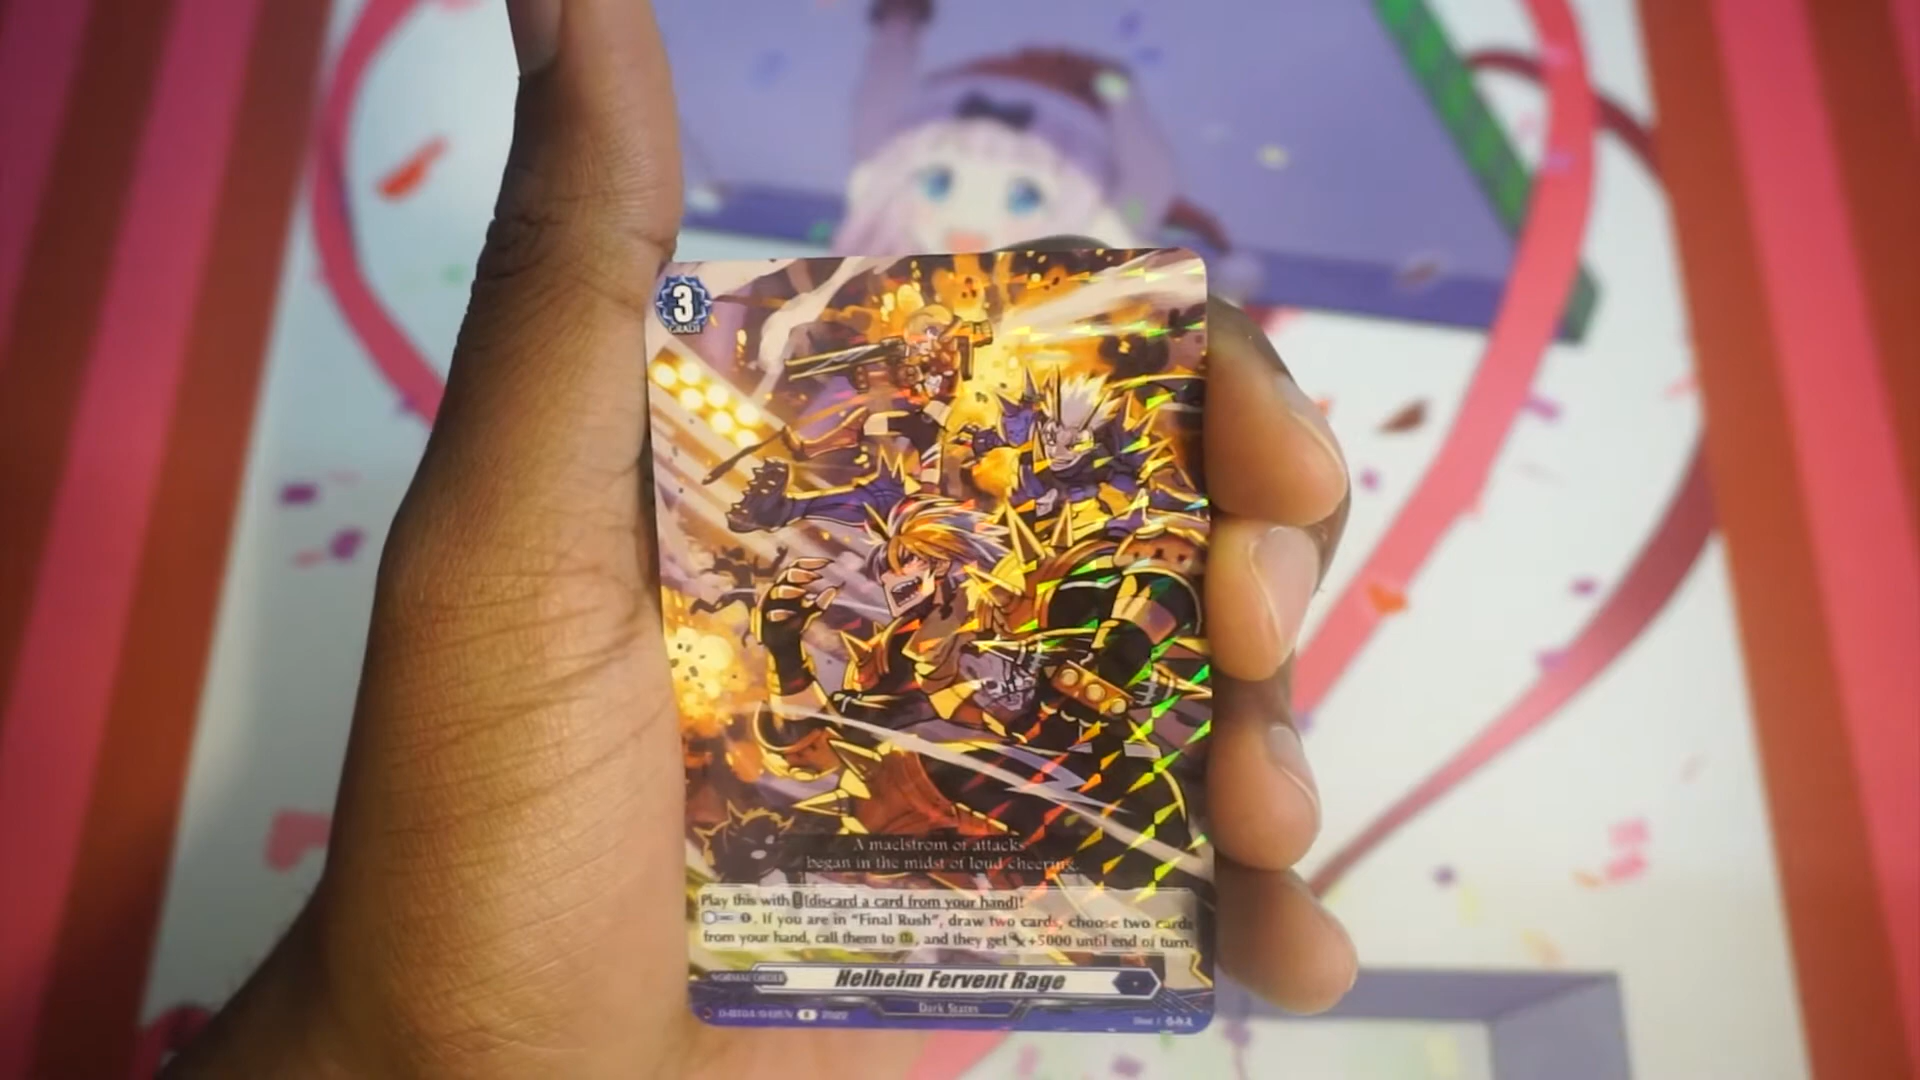 3
GRADE
A maelstrom of attacks
began in the midst of loud cheering.
Play this with [discard a card from your hand]!
. If you are in "Final Rush", draw two cards, choose two cards
from your hand, call them to , and they get +5000 until end of turn.
NORMAL ORDER
Helheim Fervent Rage
Dark States
R 2022